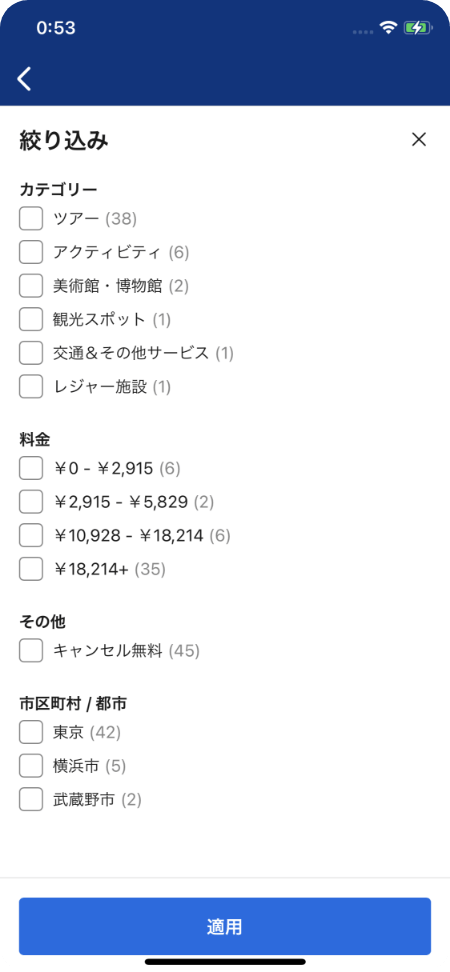 0:53
絞り込み
カテゴリー
ツアー (38)
アクティビティ (6)
美術館・博物館 (2)
観光スポット (1)
交通＆その他サービス (1)
レジャー施設 (1)
料金
￥0 - ￥2,915 (6)
￥2,915 - ￥5,829 (2)
￥10,928 - ￥18,214 (6)
￥18,214+ (35)
その他
キャンセル無料 (45)
市区町村 / 都市
東京 (42)
横浜市 (5)
武蔵野市 (2)
適用